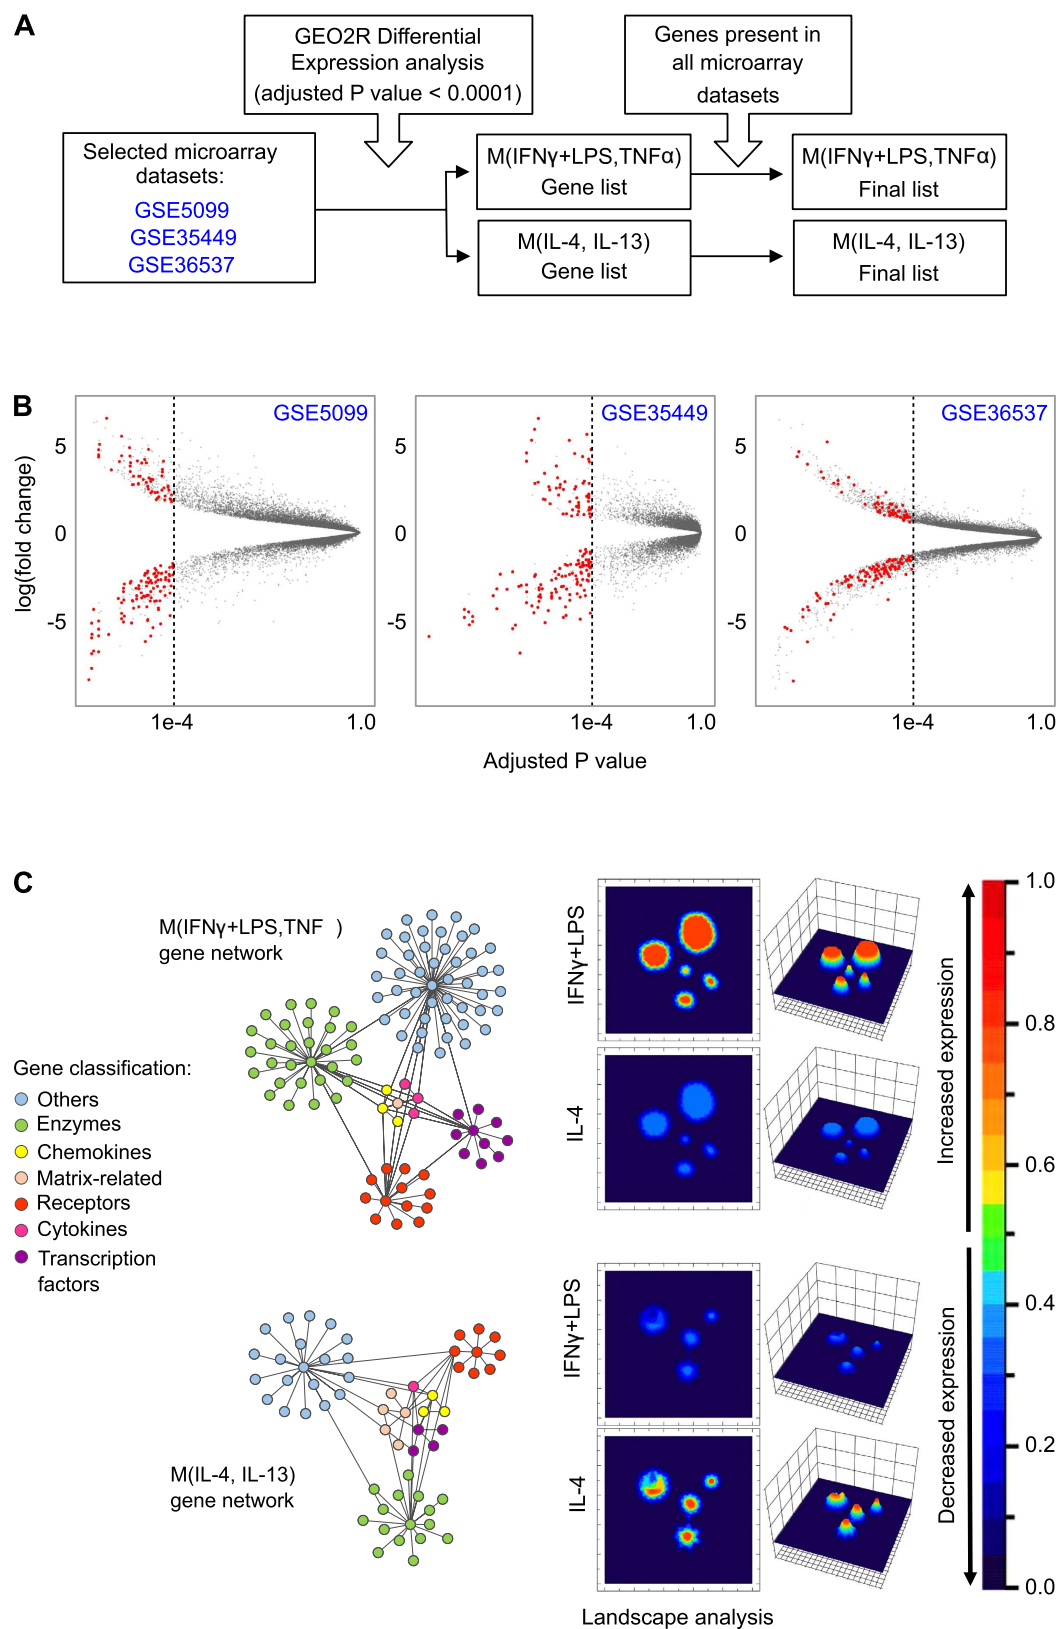 A
GEO2R Differential
Expression analysis
(adjusted P value < 0.0001)
Genes present in
all microarray
datasets
Selected microarray
datasets:
GSE5099
GSE35449
GSE36537
M(IFNγ+LPS,TNFα)
Gene list
M(IFNγ+LPS,TNFα)
Final list
M(IL-4, IL-13)
Gene list
M(IL-4, IL-13)
Final list
B
log(fold change)
GSE5099
5
0
-5
1e-4
1.0
GSE35449
5
0
-5
1e-4
1.0
GSE36537
5
0
-5
1e-4
1.0
Adjusted P value
C
M(IFNγ+LPS,TNF )
gene network
Gene classification:
Others
Enzymes
Chemokines
Matrix-related
Receptors
Cytokines
Transcription
factors
M(IL-4, IL-13)
gene network
IFNγ+LPS
IL-4
IFNγ+LPS
IL-4
Landscape analysis
Increased expression
Decreased expression
1.0
0.8
0.6
0.4
0.2
0.0